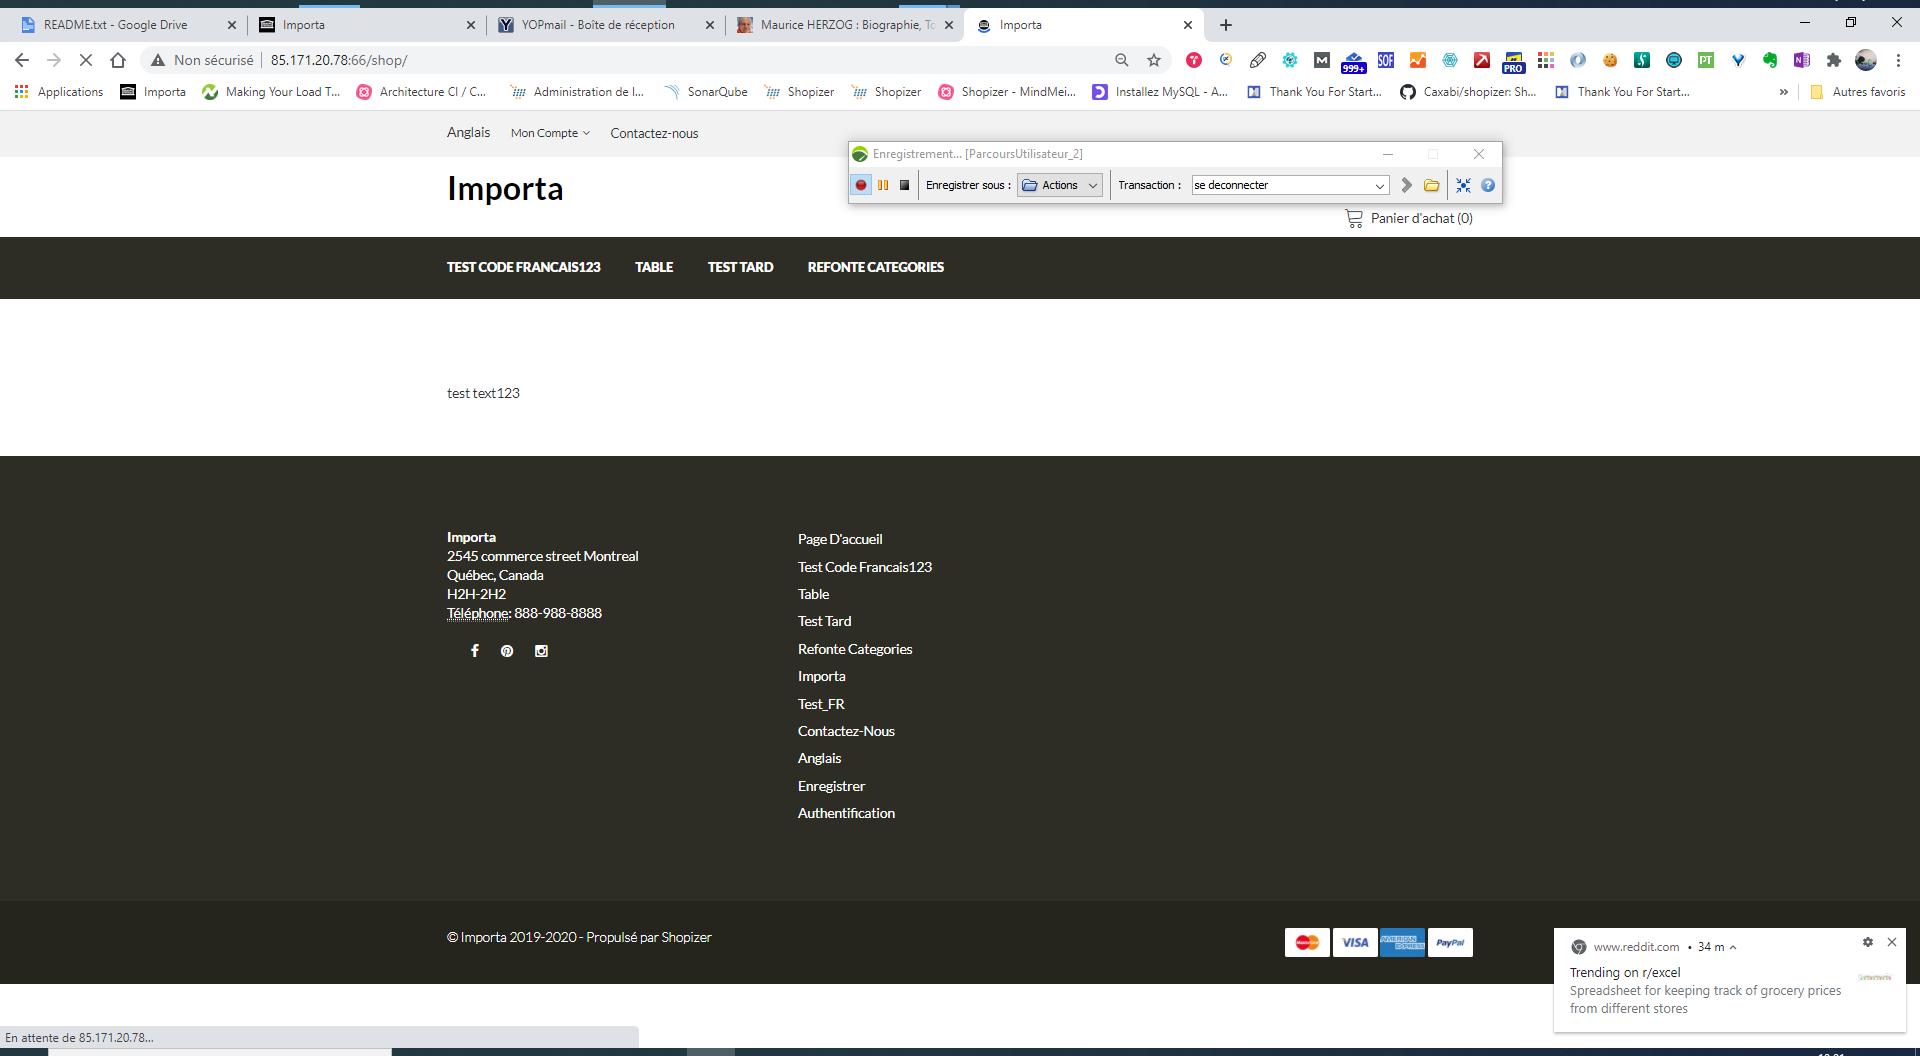 README.txt - Google Drive
Importa
YOPmail - Boîte de réception
Maurice HERZOG : Biographie,
Importa
Non sécurisé
85.171.20.78:66/shop/
999+
SOF
PRO
PT
Applications
Importa
Making Your Load T...
Architecture CI / C...
Administration de l...
SonarQube
Shopizer
Shopizer
Shopizer - MindMei...
Installez MySQL - A...
Thank You For Start...
Caxabi/shopizer: Sh...
Thank You For Start...
»
Autres favoris
Anglais
Mon Compte
Contactez-nous
Enregistrement... [ParcoursUtilisateur_2]
Enregistrer sous :
Actions
Transaction :
se deconnecter
Importa
Panier d'achat (0)
TEST CODE FRANCAIS123
TABLE
TEST TARD
REFONTE CATEGORIES
test text123
Importa
2545 commerce street Montreal
Québec, Canada
H2H-2H2
Téléphone: 888-988-8888
Page D'accueil
Test Code Francais123
Table
Test Tard
Refonte Categories
Importa
Test_FR
Contactez-Nous
Anglais
Enregistrer
Authentification
© Importa 2019-2020 - Propulsé par Shopizer
MasterCard
VISA
AMERICAN EXPRESS
PayPal
www.reddit.com • 34 m
Trending on r/excel
Spreadsheet for keeping track of grocery prices
from different stores
En attente de 85.171.20.78...